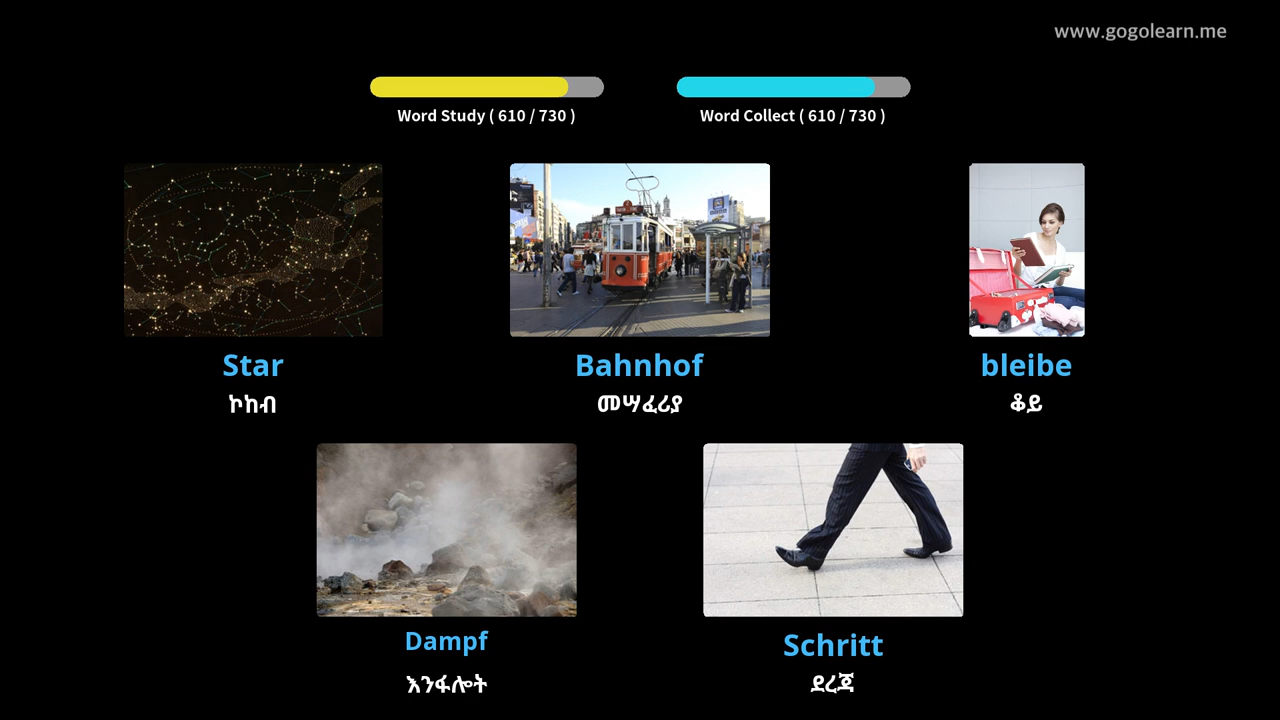 www.gogolearn.me
Word Study ( 610 / 730 )
Word Collect ( 610 / 730 )
Star
ኮከብ
Bahnhof
መሣፈሪያ
bleibe
ቆይ
Dampf
እንፋሎት
Schritt
ደረጃ